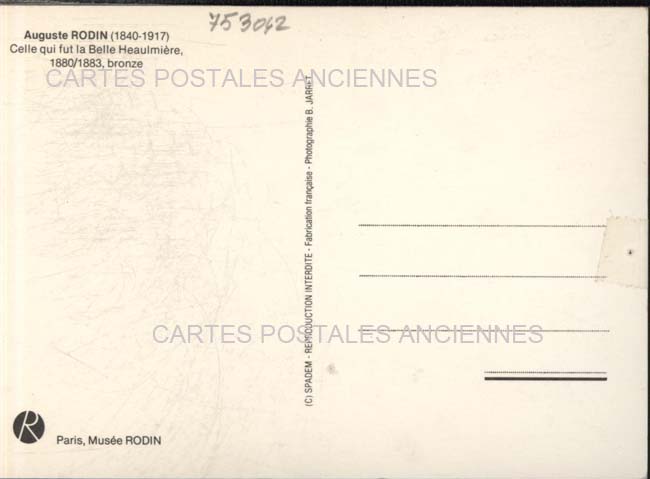 753042
Auguste RODIN (1840-1917)
Celle qui fut la Belle Heaulmière,
1880/1883, bronze
CARTES POSTALES ANCIENNES
(C) SPADEM - REPRODUCTION INTERDITE - Fabrication française - Photographie B. JARRET
CARTES POSTALES ANCIENNES
R
Paris, Musée RODIN